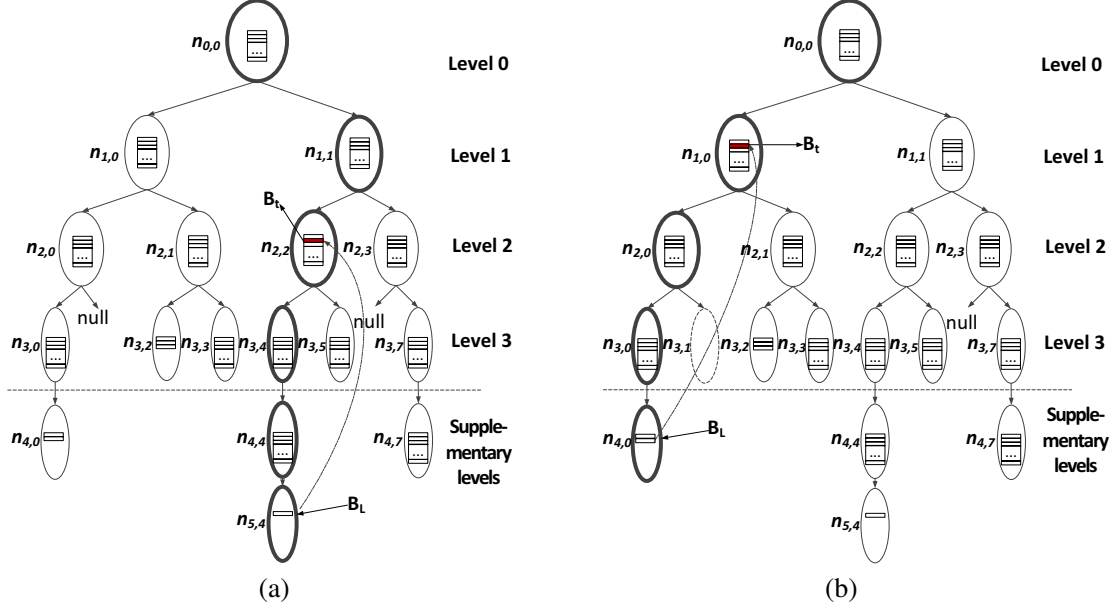 n0,0
...
Level 0
n1,0
...
n1,1
...
Level 1
Bt
n2,0
...
n2,1
...
n2,2
...
n2,3
...
Level 2
null
null
n3,0
...
n3,2
n3,3
...
n3,4
...
n3,5
...
n3,7
...
Level 3
n4,0
n4,4
...
n4,7
...
Supple-
mentary
levels
n5,4
BL
(a)
n0,0
...
Level 0
n1,0
...
Bt
n1,1
...
Level 1
n2,0
...
n2,1
...
n2,2
...
n2,3
...
Level 2
null
n3,0
...
n3,1
n3,2
n3,3
...
n3,4
...
n3,5
...
n3,7
...
Level 3
n4,0
BL
n4,4
...
n4,7
...
Supple-
mentary
levels
n5,4
(b)